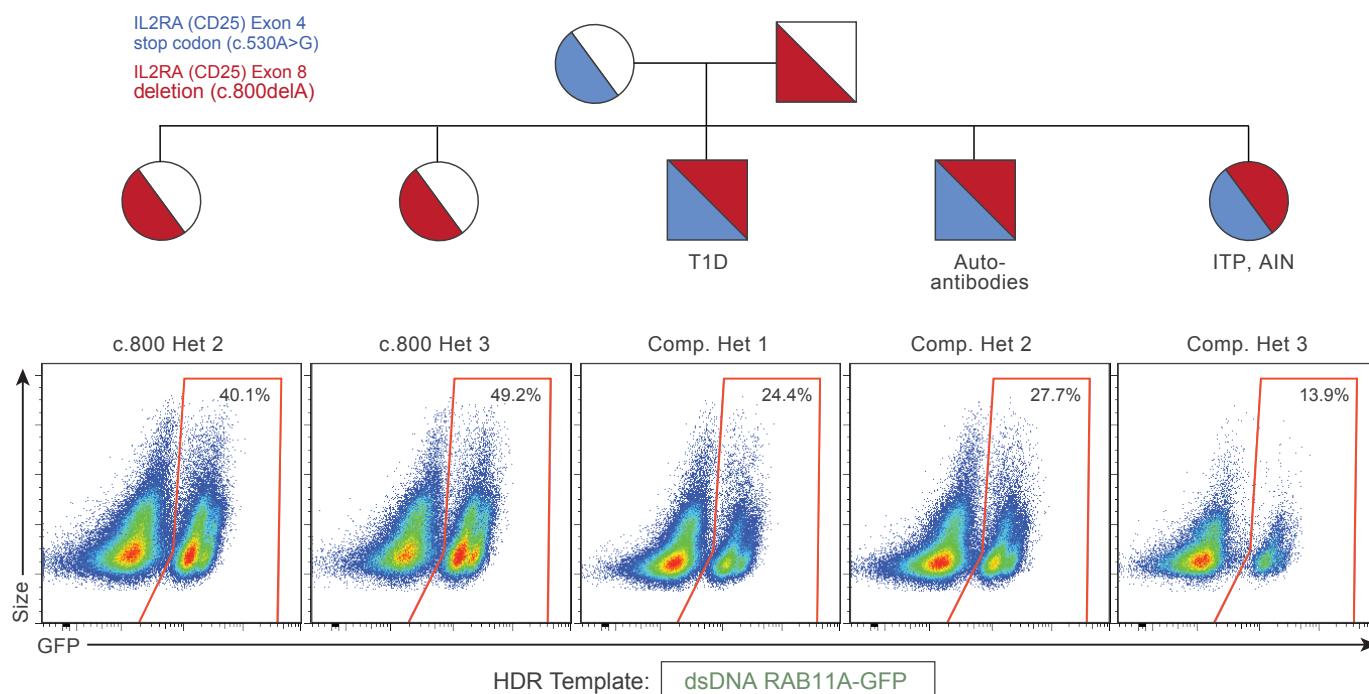 IL2RA (CD25) Exon 4
stop codon (c.530A>G)
IL2RA (CD25) Exon 8
deletion (c.800delA)
T1D
Auto-
antibodies
ITP, AIN
c.800 Het 2
c.800 Het 3
Comp. Het 1
Comp. Het 2
Comp. Het 3
40.1%
49.2%
24.4%
27.7%
13.9%
Size
GFP
HDR Template: dsDNA RAB11A-GFP